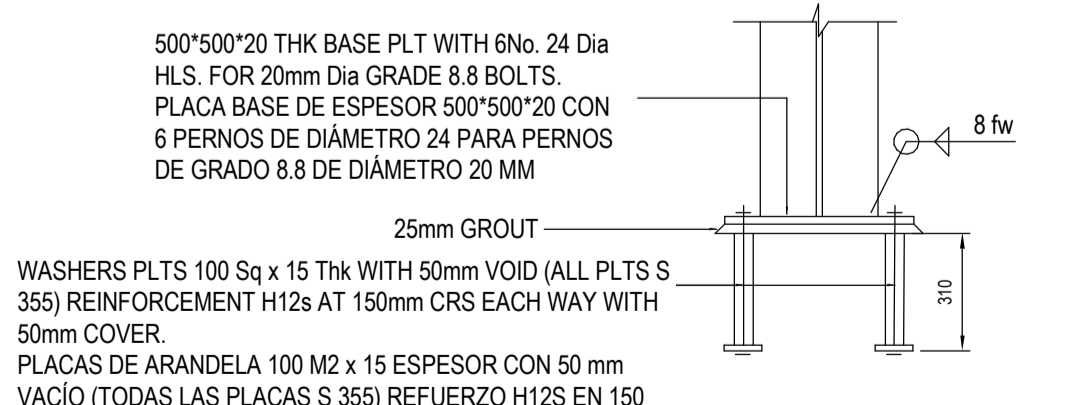 500*500*20 THK BASE PLT WITH 6No. 24 Dia
HLS. FOR 20mm Dia GRADE 8.8 BOLTS.
PLACA BASE DE ESPESOR 500*500*20 CON
6 PERNOS DE DIÁMETRO 24 PARA PERNOS
DE GRADO 8.8 DE DIÁMETRO 20 MM
8 fw
25mm GROUT
WASHERS PLTS 100 Sq x 15 Thk WITH 50mm VOID (ALL PLTS S
355) REINFORCEMENT H12s AT 150mm CRS EACH WAY WITH
50mm COVER.
PLACAS DE ARANDELA 100 M2 x 15 ESPESOR CON 50 mm
VACÍO (TODAS LAS PLACAS S 355) REFUERZO H12S EN 150
310